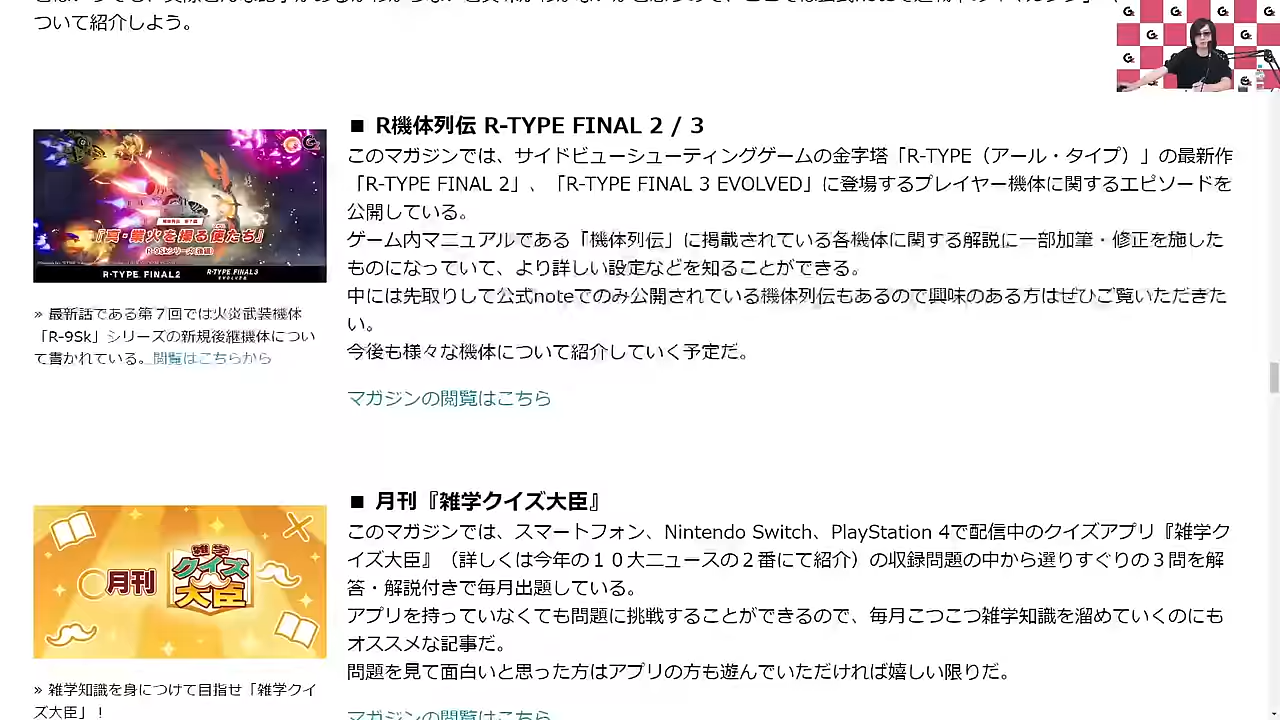 ついて紹介しよう。
■ R機体列伝 R-TYPE FINAL 2 / 3
このマガジンでは、サイドビューシューティングゲームの金字塔「R-TYPE（アール・タイプ）」の最新作
「R-TYPE FINAL 2」、「R-TYPE FINAL 3 EVOLVED」に登場するプレイヤー機体に関するエピソードを
公開している。
ゲーム内マニュアルである「機体列伝」に掲載されている各機体に関する解説に一部加筆・修正を施した
ものになっていて、より詳しい設定などを知ることができる。
中には先取りして公式noteでのみ公開されている機体列伝もあるので興味のある方はぜひご覧いただきた
い。
今後も様々な機体について紹介していく予定だ。
マガジンの閲覧はこちら
『真・業火を操る使たち』
R-TYPE FINAL2
R-TYPE FINAL3
EVOLVED
» 最新話である第７回では火炎武装機体
「R-9Sk」シリーズの新規後継機体につい
て書かれている。閲覧はこちらから
■ 月刊『雑学クイズ大臣』
このマガジンでは、スマートフォン、Nintendo Switch、PlayStation 4で配信中のクイズアプリ『雑学ク
イズ大臣』（詳しくは今年の１０大ニュースの２番にて紹介）の収録問題の中から選りすぐりの３問を解
答・解説付きで毎月出題している。
アプリを持っていなくても問題に挑戦することができるので、毎月こつこつ雑学知識を溜めていくのにも
オススメな記事だ。
問題を見て面白いと思った方はアプリの方も遊んでいただければ嬉しい限りだ。
マガジンの閲覧はこちら
月刊
雑学
クイズ
大臣
» 雑学知識を身につけて目指せ「雑学クイ
ズ大臣」！